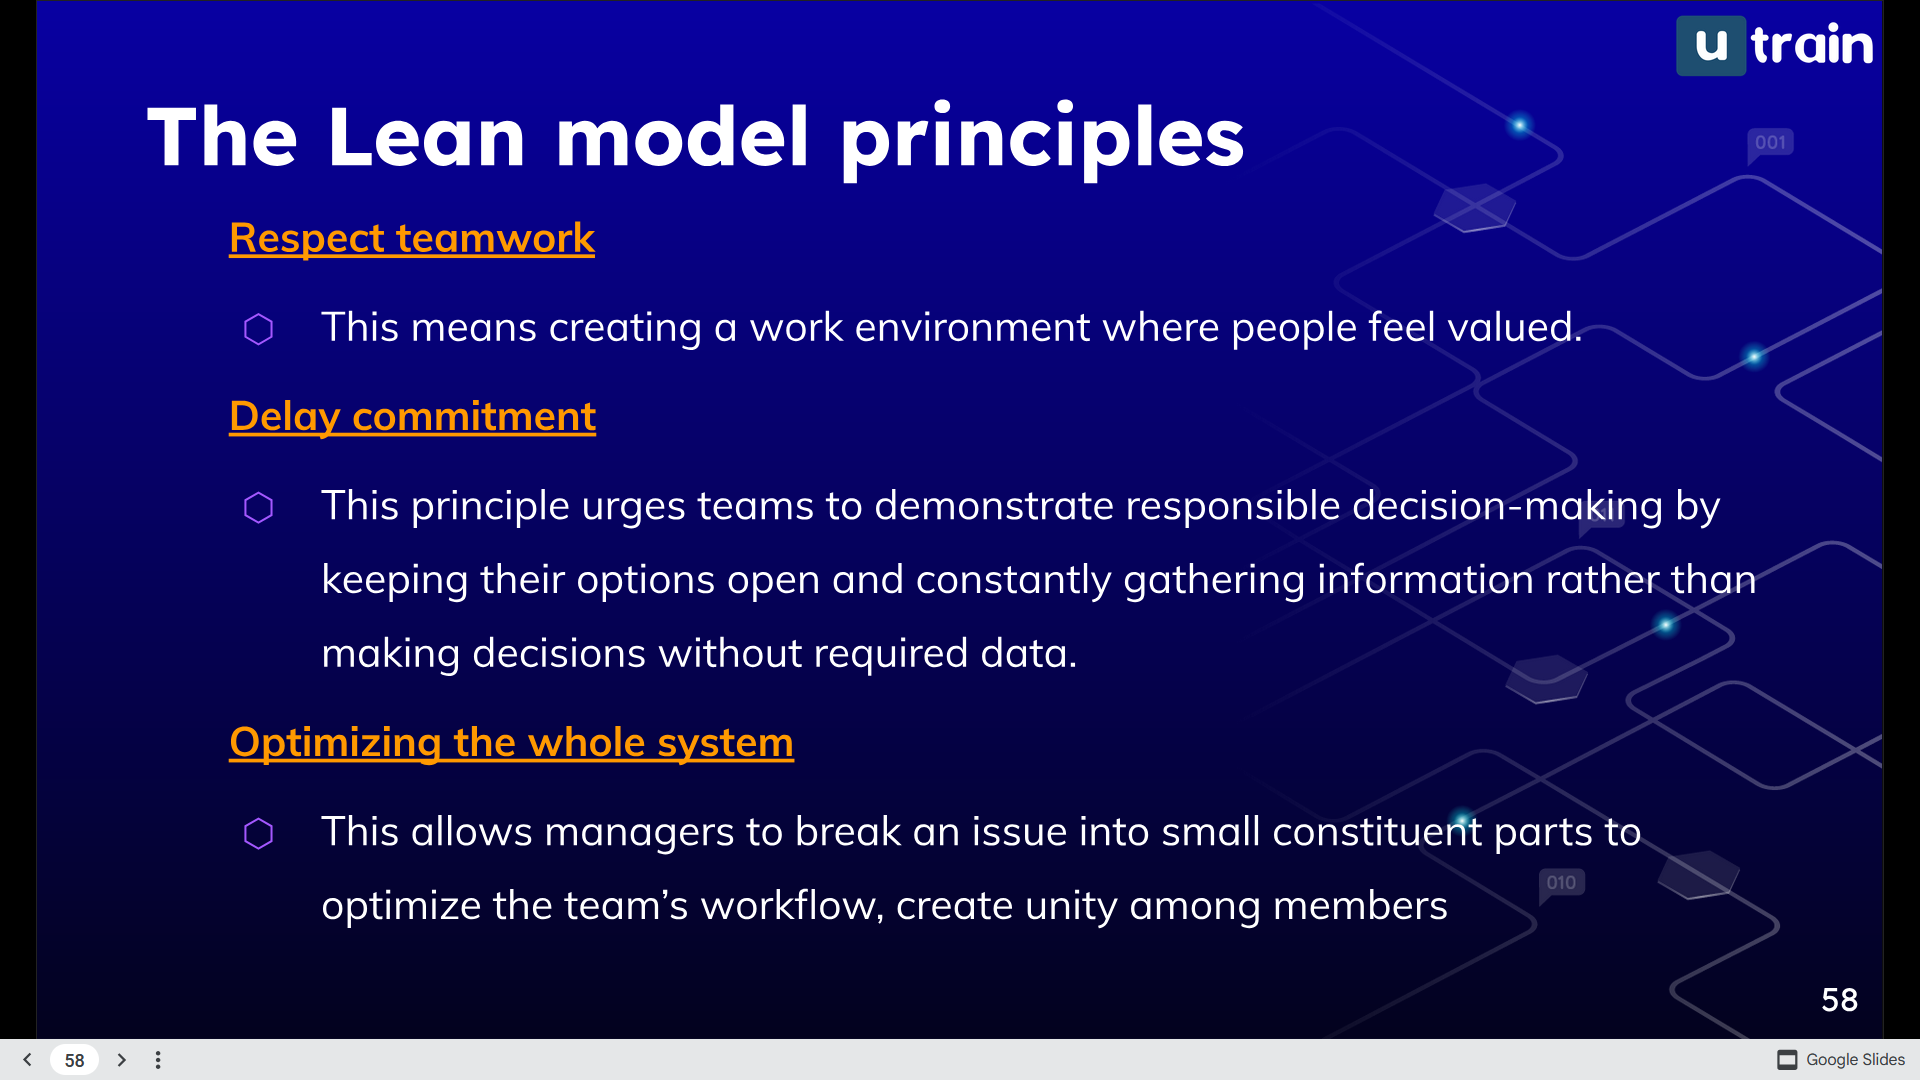 u train
001
The Lean model principles
Respect teamwork
This means creating a work environment where people feel valued.
Delay commitment
This principle urges teams to demonstrate responsible decision-making by
keeping their options open and constantly gathering information rather than
making decisions without required data.
Optimizing the whole system
This allows managers to break an issue into small constituent parts to
optimize the team’s workflow, create unity among members
010
58
58
Google Slides